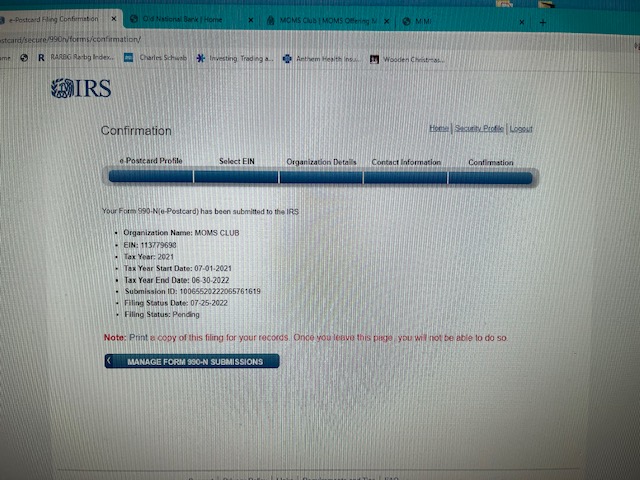 e-Postcard Filing Confirmation
Old National Bank | Home
MOMS Club | MOMS Offering M
MIMI
stcard/secure/990n/forms/confirmation/
R RARBG Rarbg Index...
Charles Schwab
Investing, Trading a...
Anthem Health Insu...
Wooden Christmas...
IRS
Confirmation
Home | Security Profile | Logout
e-Postcard Profile
Select EIN
Organization Details
Contact Information
Confirmation
Your Form 990-N(e-Postcard) has been submitted to the IRS
• Organization Name: MOMS CLUB
• EIN: 113779698
• Tax Year: 2021
• Tax Year Start Date: 07-01-2021
• Tax Year End Date: 06-30-2022
• Submission ID: 10065520222065761619
• Filing Status Date: 07-25-2022
• Filing Status: Pending
Note: Print a copy of this filing for your records. Once you leave this page, you will not be able to do so.
MANAGE FORM 990-N SUBMISSIONS